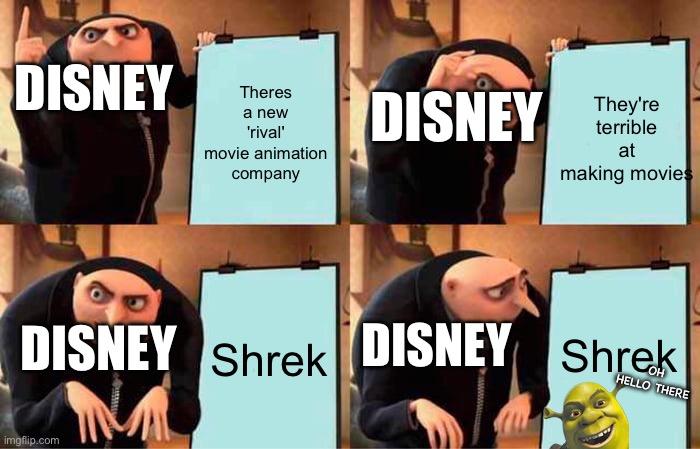 DISNEY
Theres
a new
'rival'
movie animation
company
DISNEY
They're
terrible
at
making movies
DISNEY
Shrek
DISNEY
Shrek
OH
HELLO THERE
imgflip.com